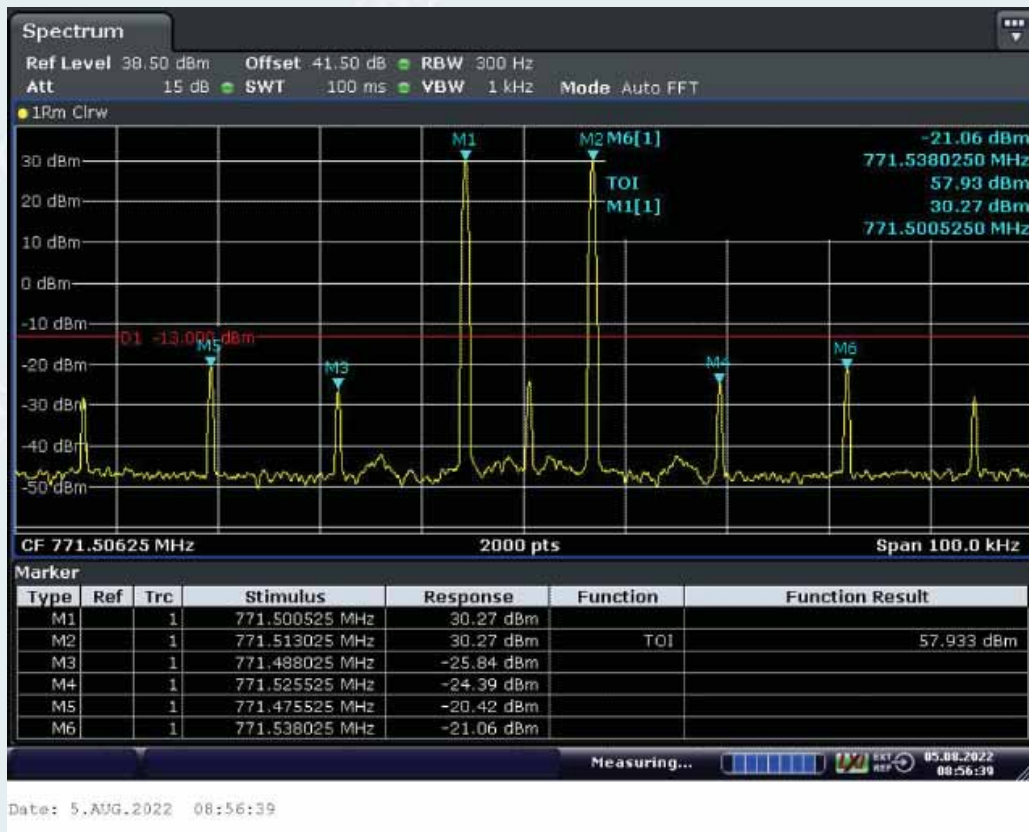 Spectrum
Ref Level 38.50 dBm Offset 41.50 dB RBW 300 Hz
Att 15 dB SWT 100 ms VBW 1 kHz Mode Auto FFT
1Rm Clrw
M1 M2 M6[1] -21.06 dBm
771.5380250 MHz
30 dBm
TOI 57.93 dBm
20 dBm
M1[1] 30.27 dBm
771.5005250 MHz
10 dBm
0 dBm
-10 dBm
D1 -13.000 dBm
M5 M6
-20 dBm
M3 M4
-30 dBm
-40 dBm
-50 dBm
CF 771.50625 MHz 2000 pts Span 100.0 kHz
Marker
Type Ref Trc Stimulus Response Function Function Result
M1 1 771.500525 MHz 30.27 dBm
M2 1 771.513025 MHz 30.27 dBm TOI 57.933 dBm
M3 1 771.488025 MHz -25.84 dBm
M4 1 771.525525 MHz -24.39 dBm
M5 1 771.475525 MHz -20.42 dBm
M6 1 771.538025 MHz -21.06 dBm
Measuring... LXI EXT REF 05.08.2022
08:56:39
Date: 5.AUG.2022 08:56:39